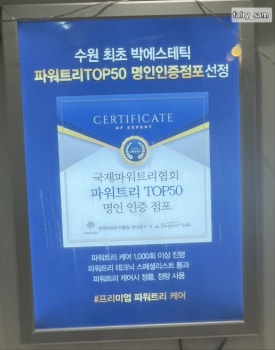 fairy_sam
수원 최초 박에스테틱
파워트리TOP50 명인인증점포 선정
CERTIFICATE
OF EXPERT
국제파워트리협회
파워트리 TOP50
명인 인증 점포
파워트리 케어 1,000회 이상 진행
파워트리 테크닉 스페셜리스트 통과
파워트리 케어시 정품, 정량 사용
#프리미엄 파워트리 케어